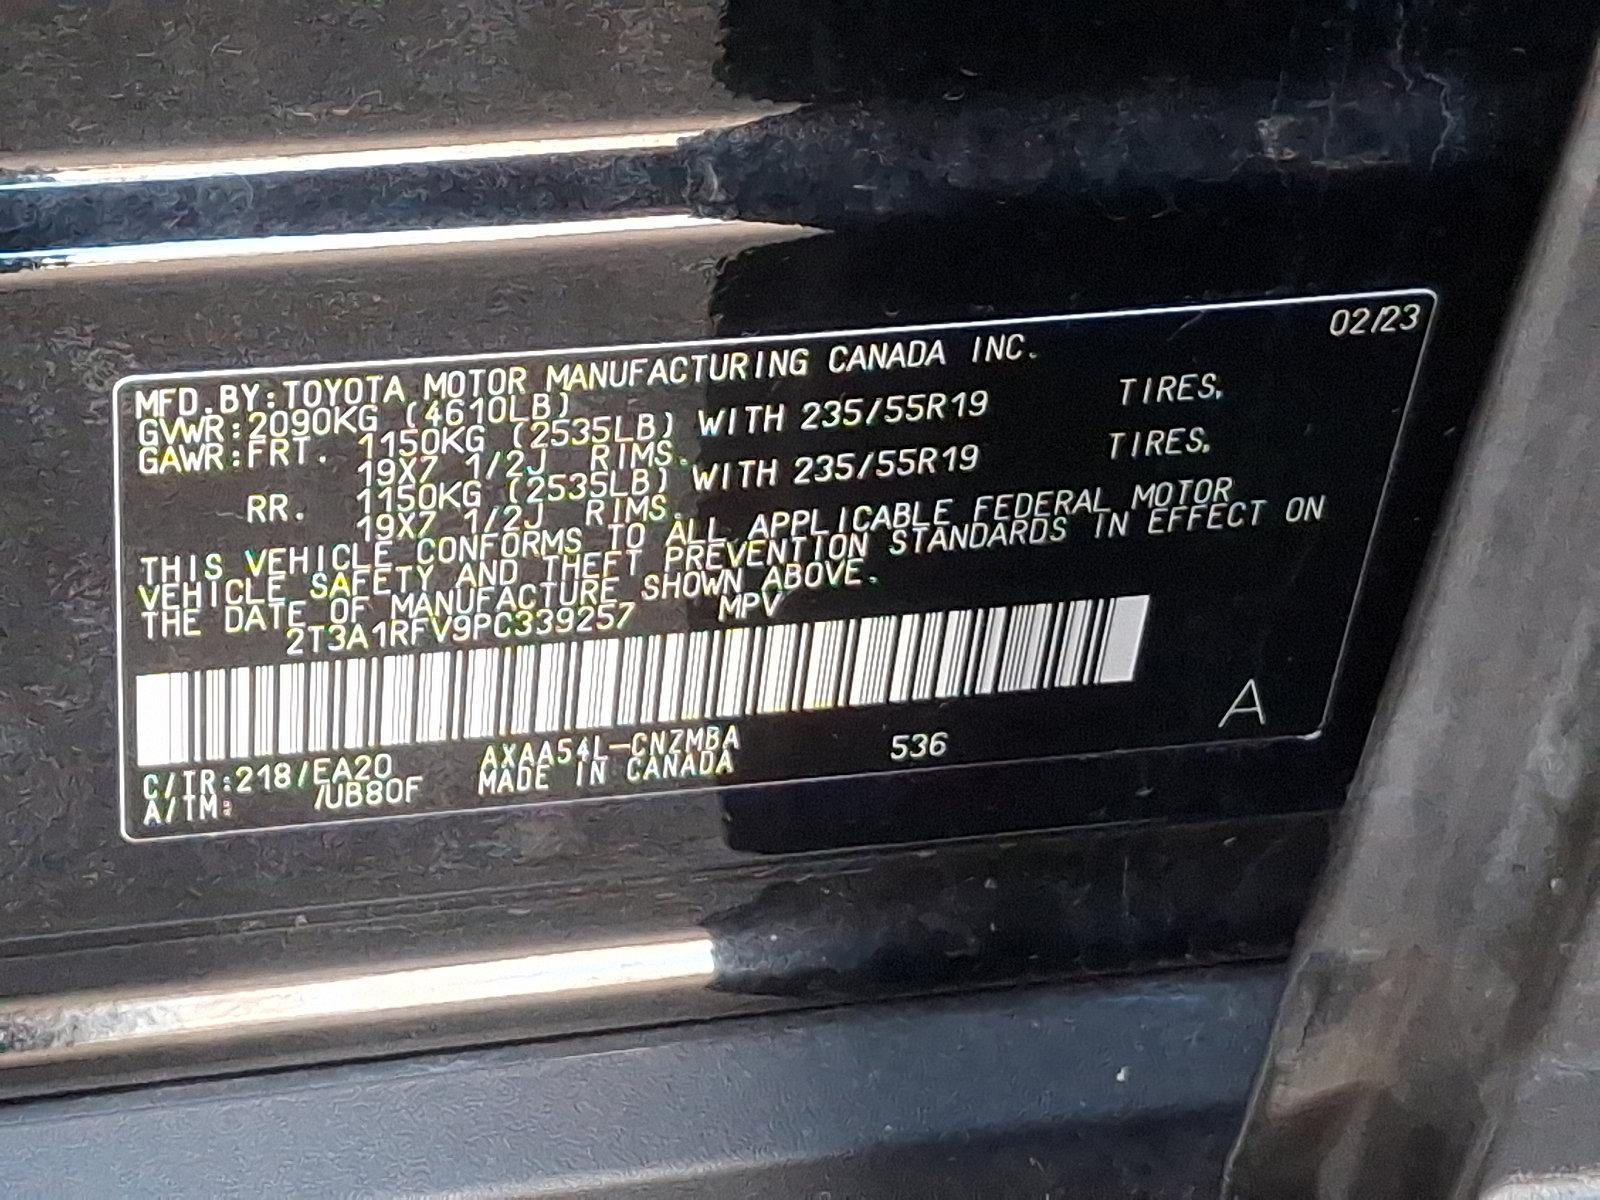 02/23
MFD.BY:TOYOTA MOTOR MANUFACTURING CANADA INC.
GVWR:2090KG (4610LB)
GAWR:FRT. 1150KG (2535LB) WITH 235/55R19 TIRES,
19X7 1/2J RIMS.
RR. 1150KG (2535LB) WITH 235/55R19 TIRES,
19X7 1/2J RIMS.
THIS VEHICLE CONFORMS TO ALL APPLICABLE FEDERAL MOTOR
VEHICLE SAFETY AND THEFT PREVENTION STANDARDS IN EFFECT ON
THE DATE OF MANUFACTURE SHOWN ABOVE.
2T3A1RFV9PC339257 MPV
A
C/TR:218/EA20 AXAA54L-CNZMBA 536
A/TM: /UB80F MADE IN CANADA